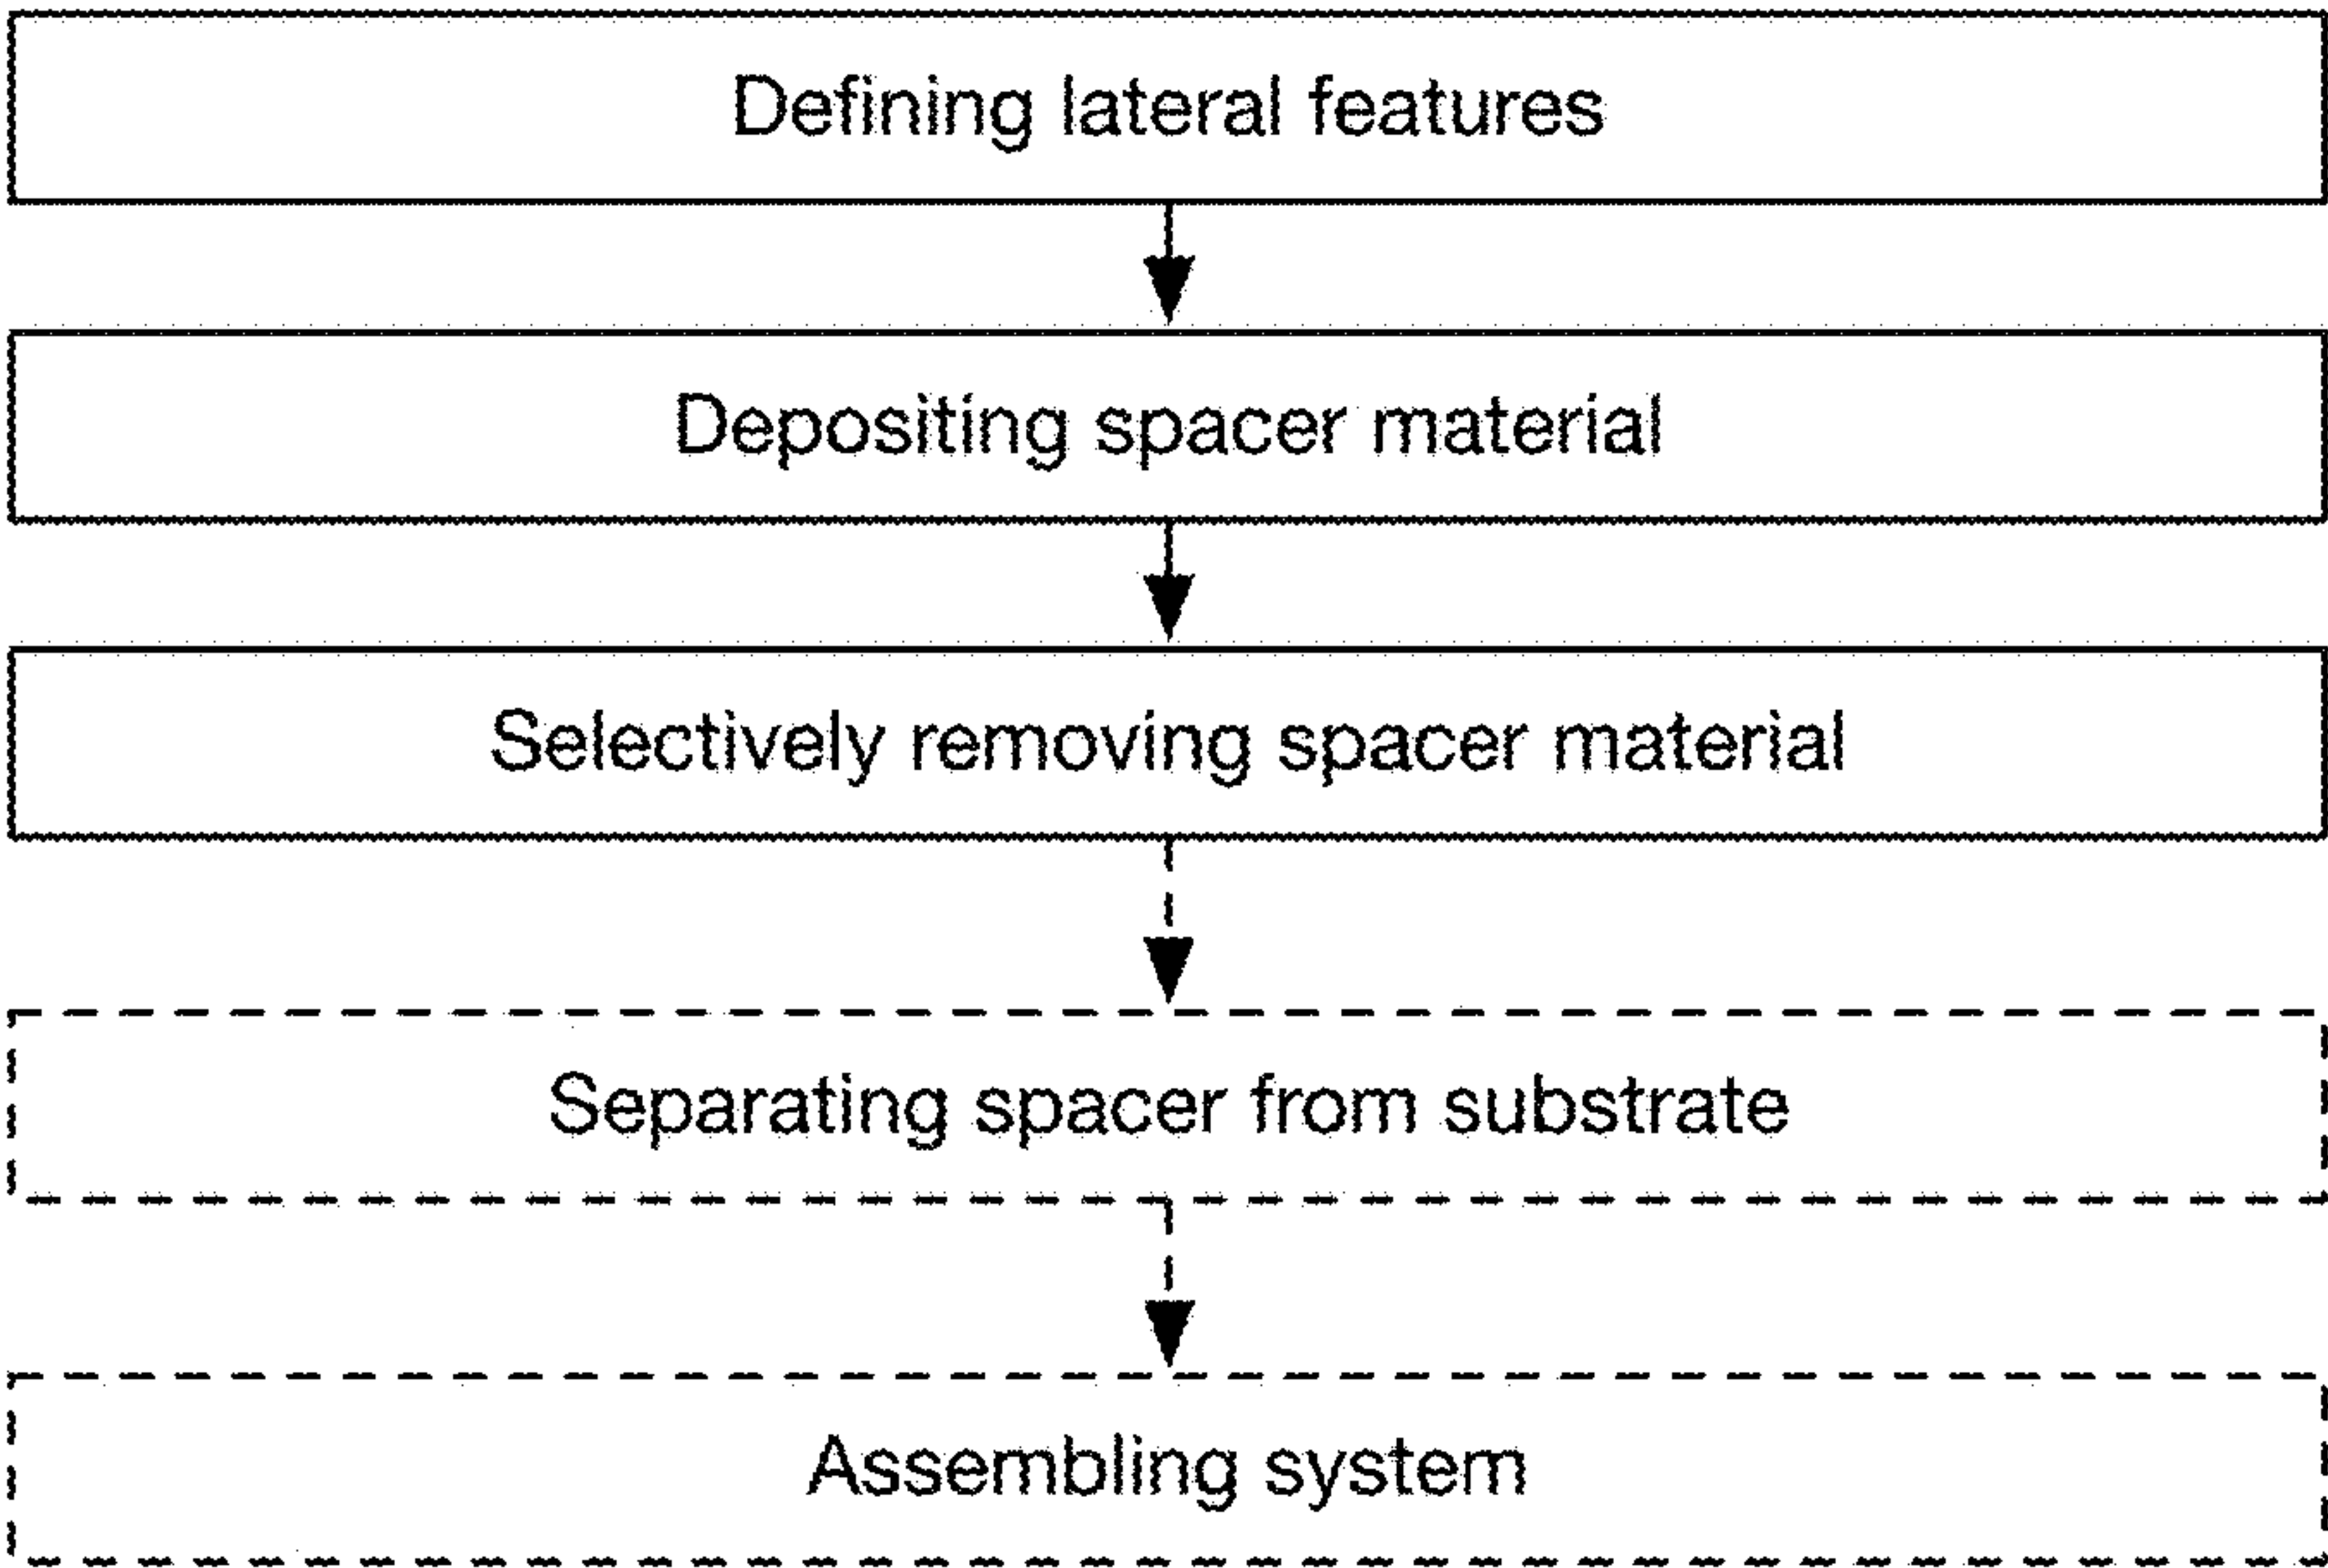 Defining lateral features
Depositing spacer material
Selectively removing spacer material
Separating spacer from substrate
Assembling system